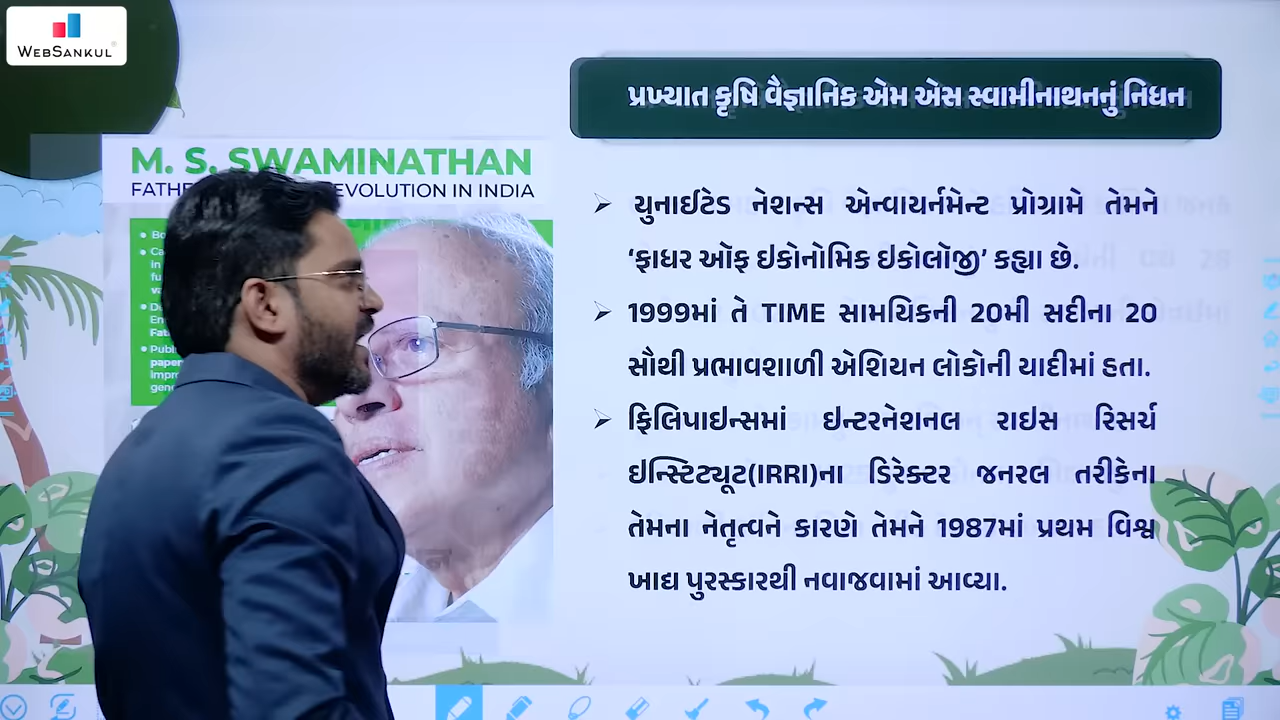 WEBSANKUL
પ્રખ્યાત કૃષિ વૈજ્ઞાનિક એમ એસ સ્વામીનાથનનું નિધન
M. S. SWAMINATHAN
EVOLUTION IN INDIA
યુનાઈટેડ નેશન્સ એન્વાયર્નમેન્ટ પ્રોગ્રામે તેમને
‘ફાધર ઑફ ઇકોનોમિક ઇકોલૉજી’ કહ્યા છે.
1999માં તે TIME સામયિકની 20મી સદીના 20
સૌથી પ્રભાવશાળી એશિયન લોકોની યાદીમાં હતા.
ફિલિપાઇન્સમાં ઇન્ટરનેશનલ રાઇસ રિસર્ચ
ઇન્સ્ટિટ્યૂટ(IRRI)ના ડિરેક્ટર જનરલ તરીકેના
તેમના નેતૃત્વને કારણે તેમને 1987માં પ્રથમ વિશ્વ
ખાદ્ય પુરસ્કારથી નવાજવામાં આવ્યા.